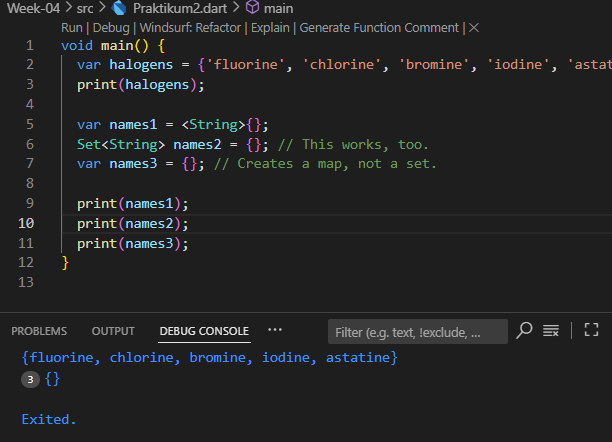 Week-04 > src > Praktikum2.dart > main
Run | Debug | Windsurf: Refactor | Explain | Generate Function Comment | ×
1 void main() {
2 var halogens = {'fluorine', 'chlorine', 'bromine', 'iodine', 'astati
3 print(halogens);
4
5 var names1 = <String>{};
6 Set<String> names2 = {}; // This works, too.
7 var names3 = {}; // Creates a map, not a set.
8
9 print(names1);
10 print(names2);
11 print(names3);
12 }
13
PROBLEMS OUTPUT DEBUG CONSOLE ... Filter (e.g. text, !exclude, ...
{fluorine, chlorine, bromine, iodine, astatine}
3 {}
Exited.